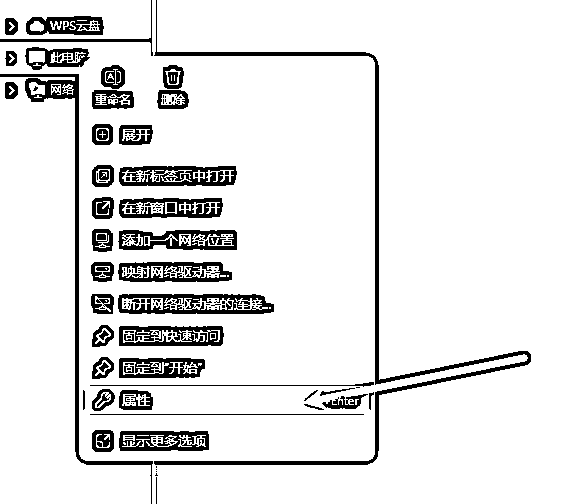 WPS云盘
此电脑
网络
重命名 删除
展开
在新标签页中打开
在新窗口中打开
添加一个网络位置
映射网络驱动器...
断开网络驱动器的连接...
固定到快速访问
固定到"开始"
属性 Enter
显示更多选项